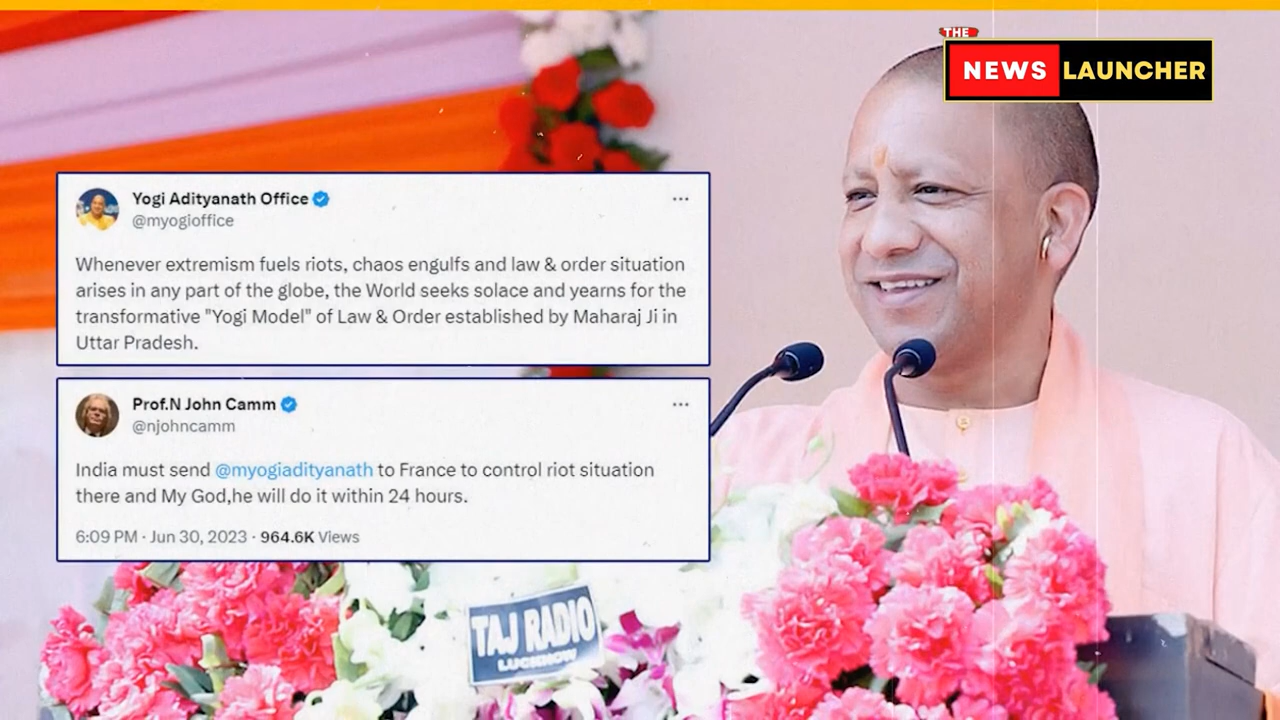 THE
NEWS LAUNCHER
Yogi Adityanath Office
@myogioffice
Whenever extremism fuels riots, chaos engulfs and law & order situation
arises in any part of the globe, the World seeks solace and yearns for the
transformative "Yogi Model" of Law & Order established by Maharaj Ji in
Uttar Pradesh.
Prof.N John Camm
@njohncamm
India must send @myogiadityanath to France to control riot situation
there and My God,he will do it within 24 hours.
6:09 PM · Jun 30, 2023 · 964.6K Views
TAJ RADIO
LUCKNOW